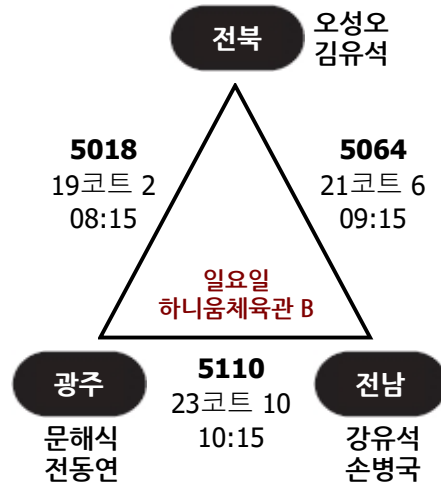 전북
오성오
김유석
5018
19코트 2
08:15
5064
21코트 6
09:15
일요일
하니움체육관 B
광주
문해식
전동연
5110
23코트 10
10:15
전남
강유석
손병국